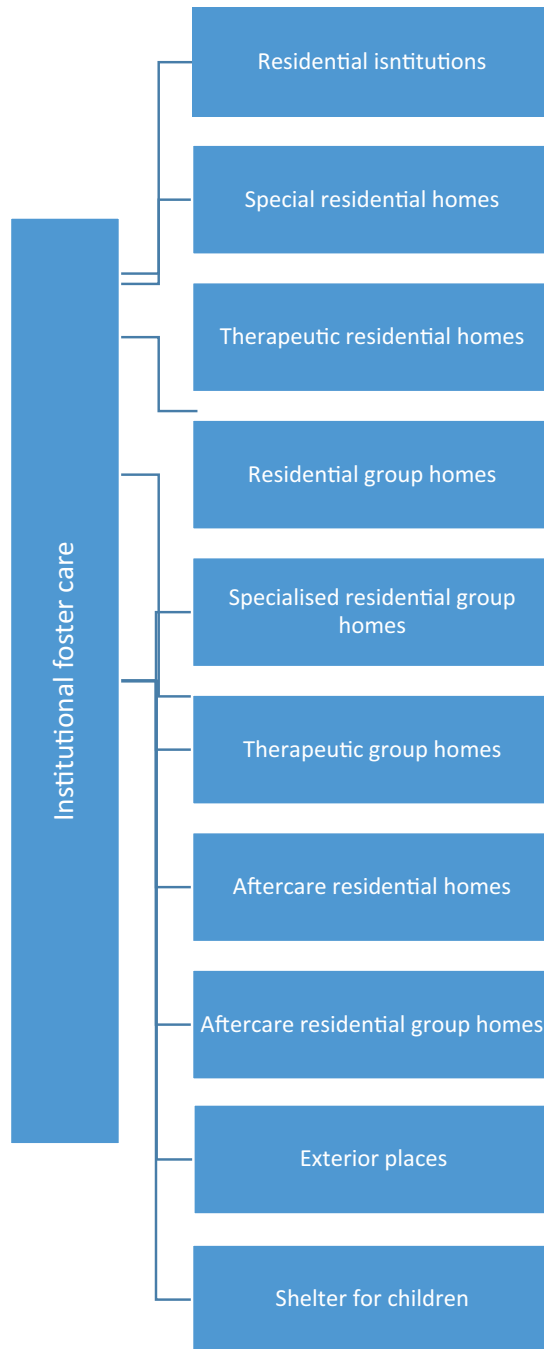 Institutional foster care
Residential isntitutions
Special residential homes
Therapeutic residential homes
Residential group homes
Specialised residential group
homes
Therapeutic group homes
Aftercare residential homes
Aftercare residential group homes
Exterior places
Shelter for children